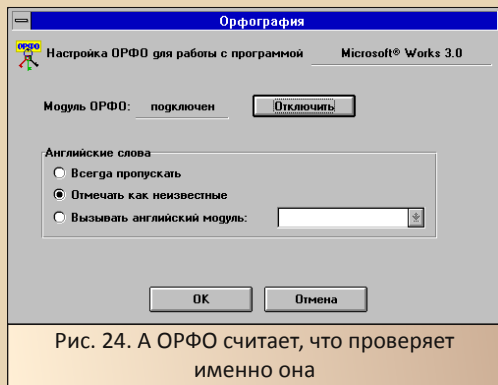 Орфография
ОРФО
Настройка ОРФО для работы с программой Microsoft® Works 3.0
Модуль ОРФО: подключен Отключить
Английские слова
Всегда пропускать
Отмечать как неизвестные
Вызывать английский модуль:
OK Отмена
Рис. 24. А ОРФО считает, что проверяет
именно она